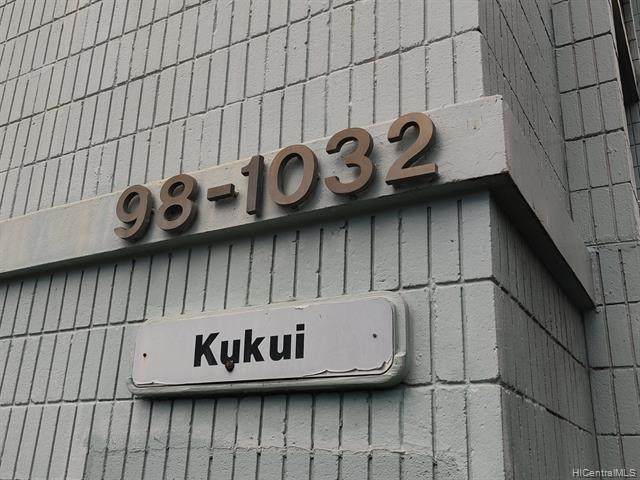 98-1032
Kukui
HICentralMLS